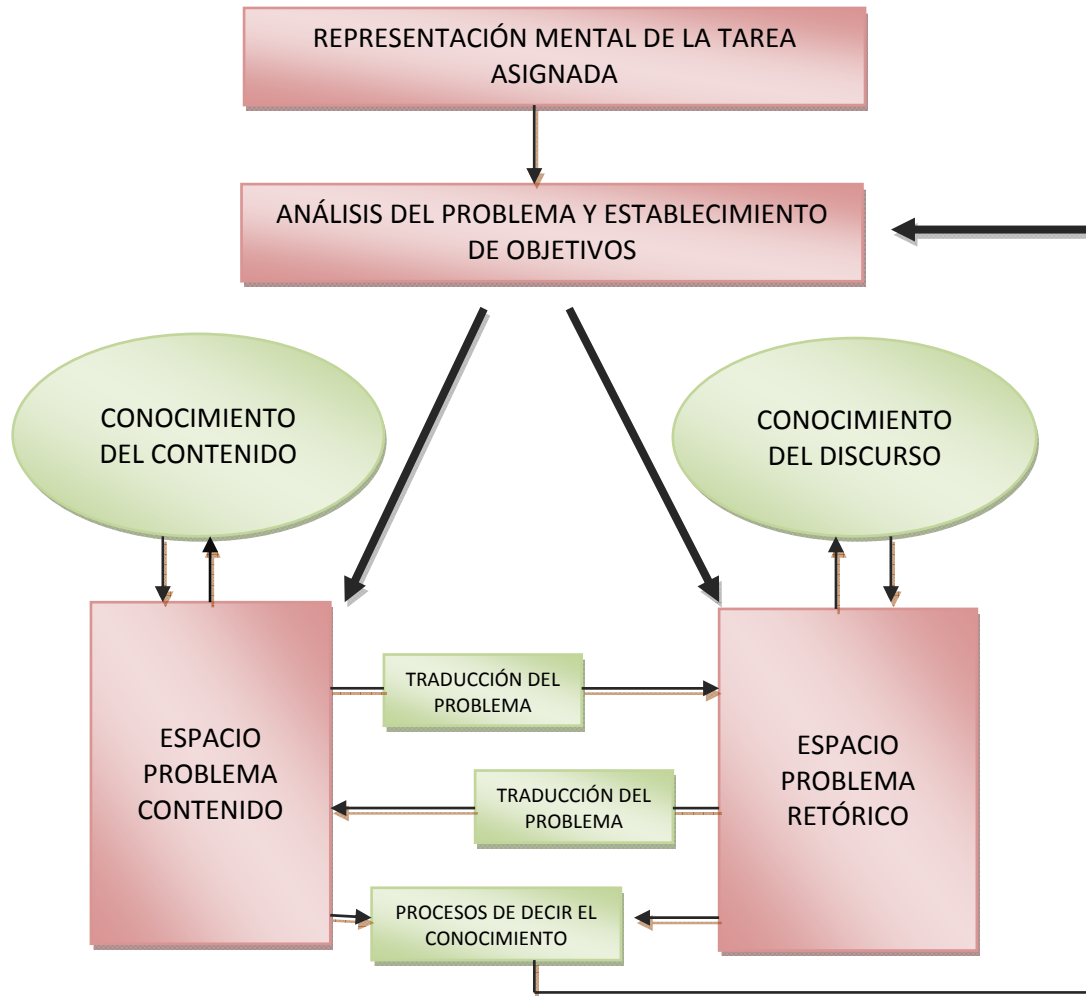 REPRESENTACIÓN MENTAL DE LA TAREA
ASIGNADA
ANÁLISIS DEL PROBLEMA Y ESTABLECIMIENTO
DE OBJETIVOS
CONOCIMIENTO
DEL CONTENIDO
CONOCIMIENTO
DEL DISCURSO
ESPACIO
PROBLEMA
CONTENIDO
TRADUCCIÓN DEL
PROBLEMA
TRADUCCIÓN DEL
PROBLEMA
PROCESOS DE DECIR EL
CONOCIMIENTO
ESPACIO
PROBLEMA
RETÓRICO